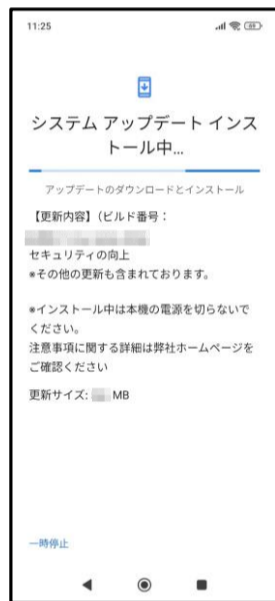 11:25
システム アップデート インス
トール中...
アップデートのダウンロードとインストール
【更新内容】（ビルド番号：
セキュリティの向上
*その他の更新も含まれております。
*インストール中は本機の電源を切らないで
ください。
注意事項に関する詳細は弊社ホームページを
ご確認ください
更新サイズ: MB
一時停止